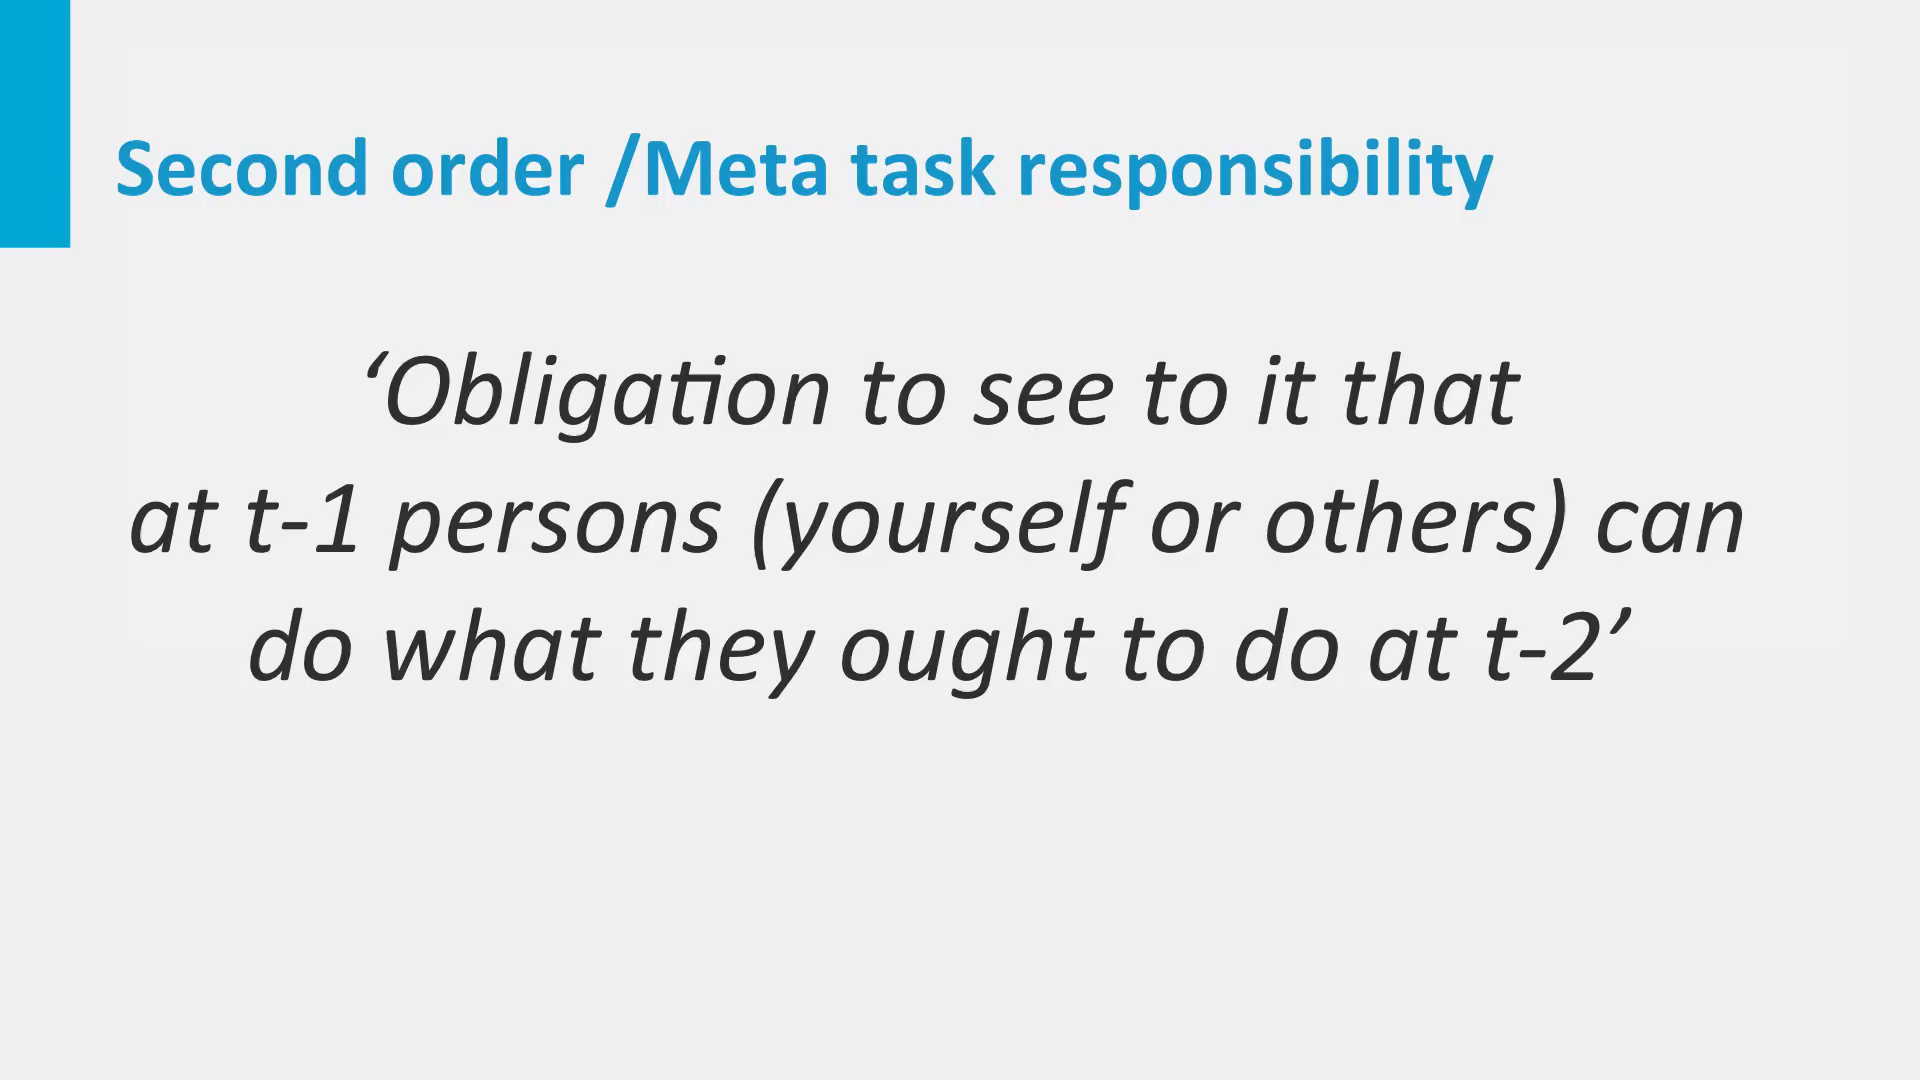 Second order /Meta task responsibility
‘Obligation to see to it that
at t-1 persons (yourself or others) can
do what they ought to do at t-2’